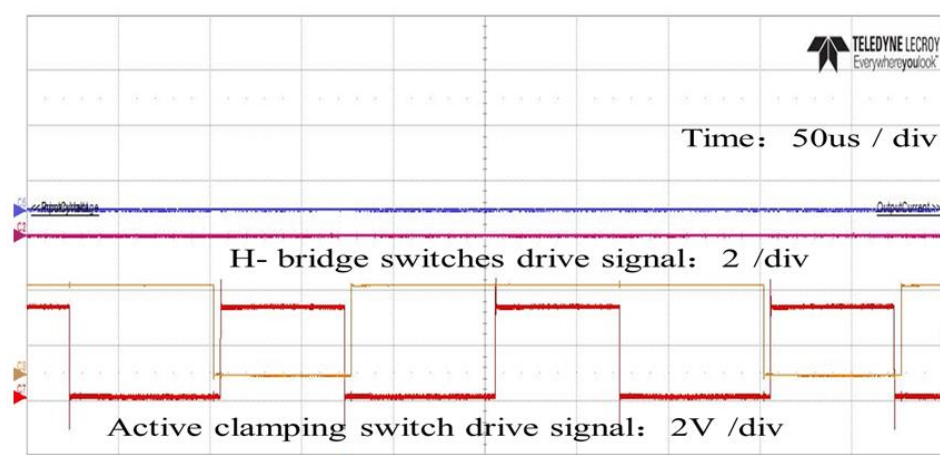 TELEDYNE LECROY
Everywhereyoulook
Time: 50us / div
OutputCurrent >>
H- bridge switches drive signal: 2 /div
Active clamping switch drive signal: 2V /div